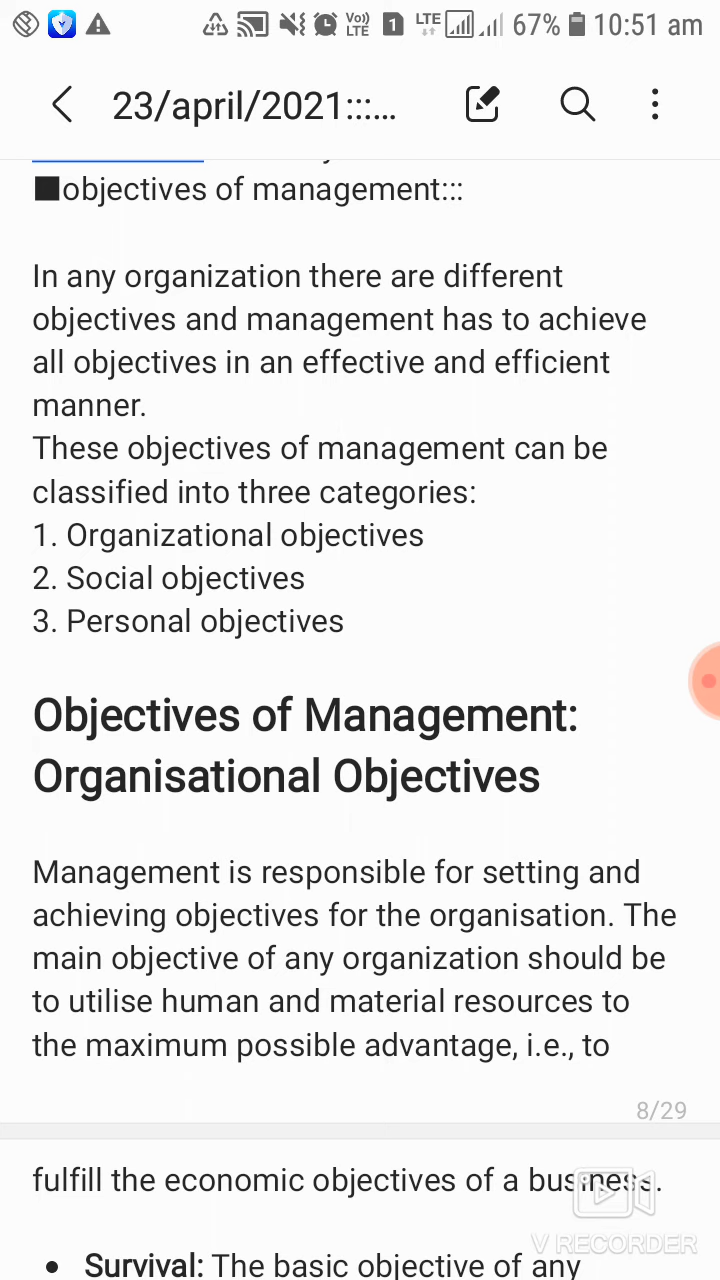 Vo)) LTE 1 LTE 67% 10:51 am
23/april/2021:::...
■objectives of management:::
In any organization there are different
objectives and management has to achieve
all objectives in an effective and efficient
manner.
These objectives of management can be
classified into three categories:
1. Organizational objectives
2. Social objectives
3. Personal objectives
Objectives of Management:
Organisational Objectives
Management is responsible for setting and
achieving objectives for the organisation. The
main objective of any organization should be
to utilise human and material resources to
the maximum possible advantage, i.e., to
8/29
fulfill the economic objectives of a business.
V RECORDER
• Survival: The basic objective of any